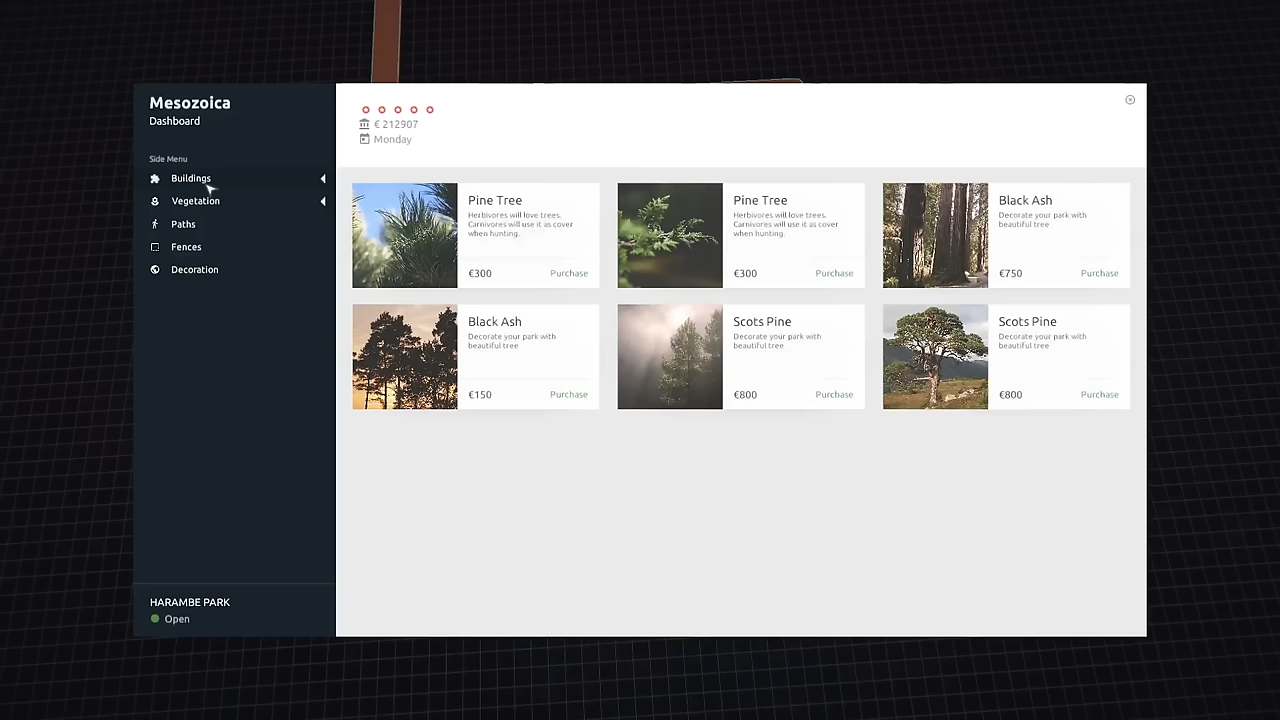 Mesozoica
Dashboard
Side Menu
Buildings
Vegetation
Paths
Fences
Decoration
HARAMBE PARK
Open
€ 212907
Monday
Pine Tree
Herbivores will love trees.
Carnivores will use it as cover
when hunting.
€300 Purchase
Pine Tree
Herbivores will love trees.
Carnivores will use it as cover
when hunting.
€300 Purchase
Black Ash
Decorate your park with
beautiful tree
€750 Purchase
Black Ash
Decorate your park with
beautiful tree
€150 Purchase
Scots Pine
Decorate your park with
beautiful tree
€800 Purchase
Scots Pine
Decorate your park with
beautiful tree
€800 Purchase